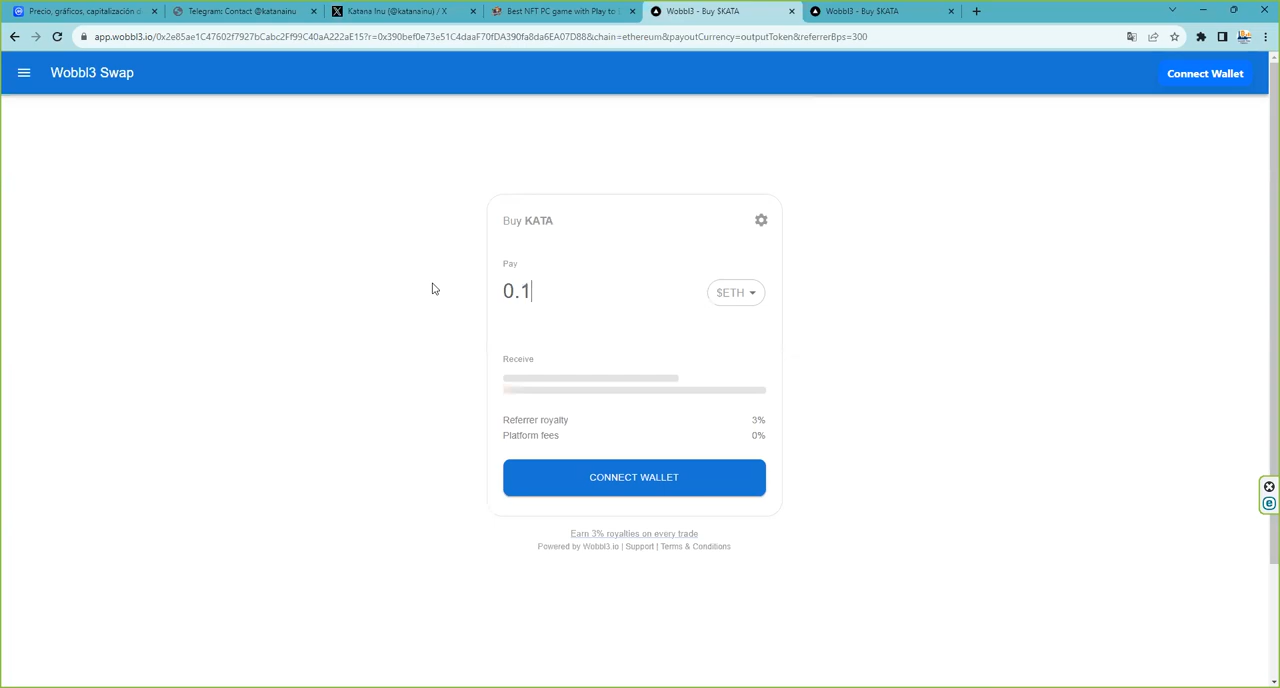 Precio, gráficos, capitalización d
Telegram: Contact @katanainu
Katana Inu (@katanainu) / X
Best NFT PC game with Play to E
Wobbl3 - Buy $KATA
Wobbl3 - Buy $KATA
app.wobbl3.io/0x2e85ae1C47602f7927bCabc2Ff99C40aA222aE15?r=0x390bef0e73e51C4daaF70fDA390fa8da6EA07D88&chain=ethereum&payoutCurrency=outputToken&referrerBps=300
Wobbl3 Swap
Connect Wallet
Buy KATA
Pay
0.1
$ETH
Receive
Referrer royalty 3%
Platform fees 0%
CONNECT WALLET
Earn 3% royalties on every trade
Powered by Wobbl3.io | Support | Terms & Conditions